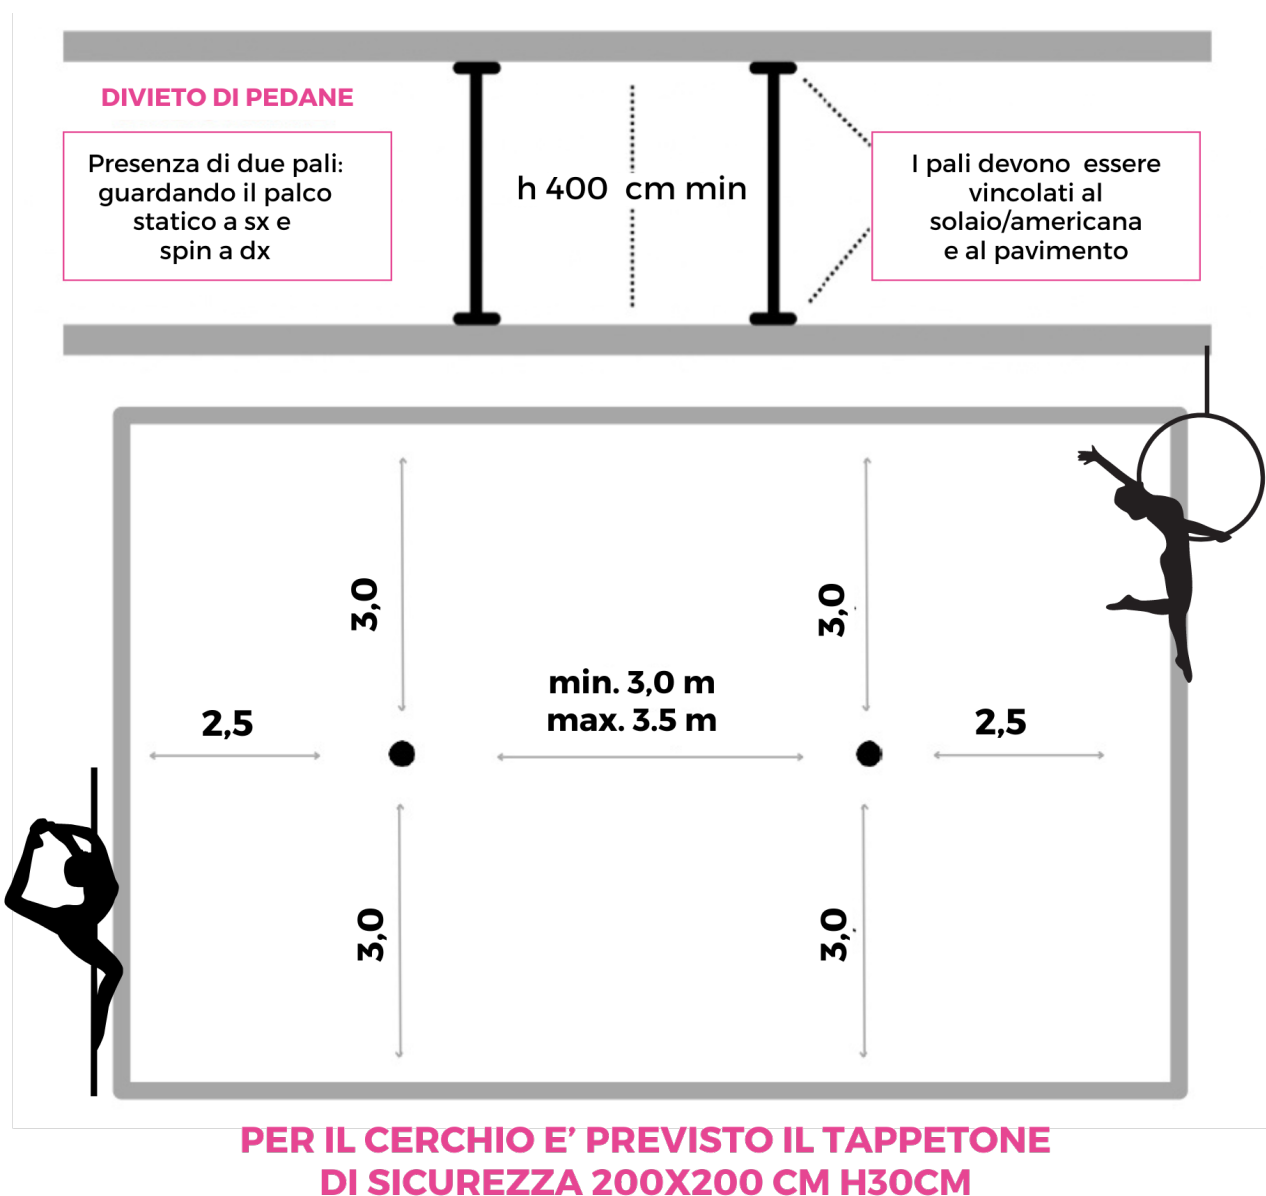 DIVIETO DI PEDANE
Presenza di due pali:
guardando il palco
statico a sx e
spin a dx
h 400 cm min
I pali devono essere
vincolati al
solaio/americana
e al pavimento
3,0
3,0
min. 3,0 m
max. 3.5 m
2,5
2,5
3,0
3,0
PER IL CERCHIO E’ PREVISTO IL TAPPETONE
DI SICUREZZA 200X200 CM H30CM